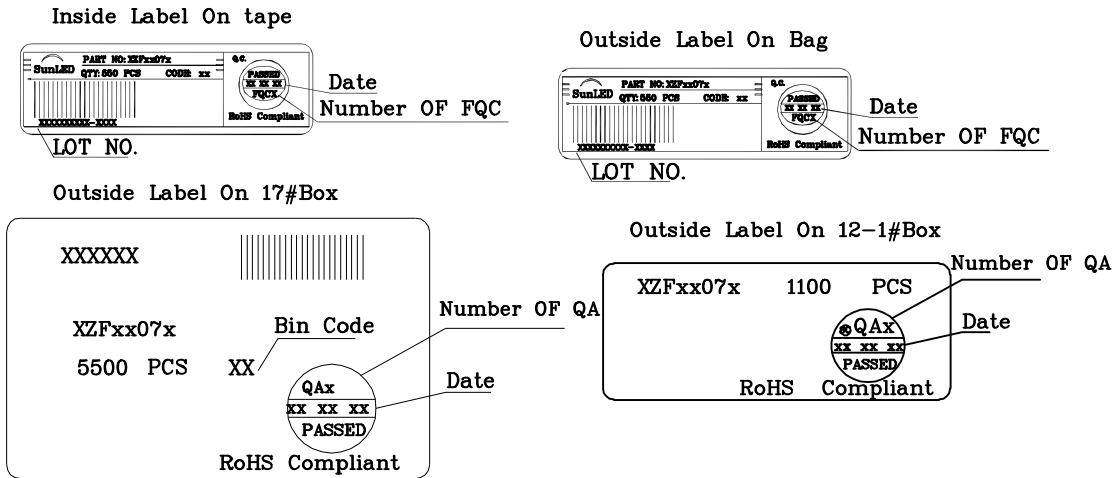 Inside Label On tape
SunLED
PART NO: XZFxx07x
QTY: 550 PCS CODE: xx
Q.C.
PASSED
XX XX XX
FQCX
RoHS Compliant
XXXXXXXXXX-XXXX
Date
Number OF FQC
LOT NO.
Outside Label On Bag
SunLED
PART NO: XZFxx07x
QTY: 550 PCS CODE: xx
Q.C.
PASSED
XX XX XX
FQCX
RoHS Compliant
XXXXXXXXXX-XXXX
Date
Number OF FQC
LOT NO.
Outside Label On 17#Box
XXXXXX
XZFxx07x
5500 PCS XX
Bin Code
Number OF QA
QAx
XX XX XX
PASSED
Date
RoHS Compliant
Outside Label On 12-1#Box
XZFxx07x 1100 PCS
Number OF QA
QAx
XX XX XX
PASSED
Date
RoHS Compliant